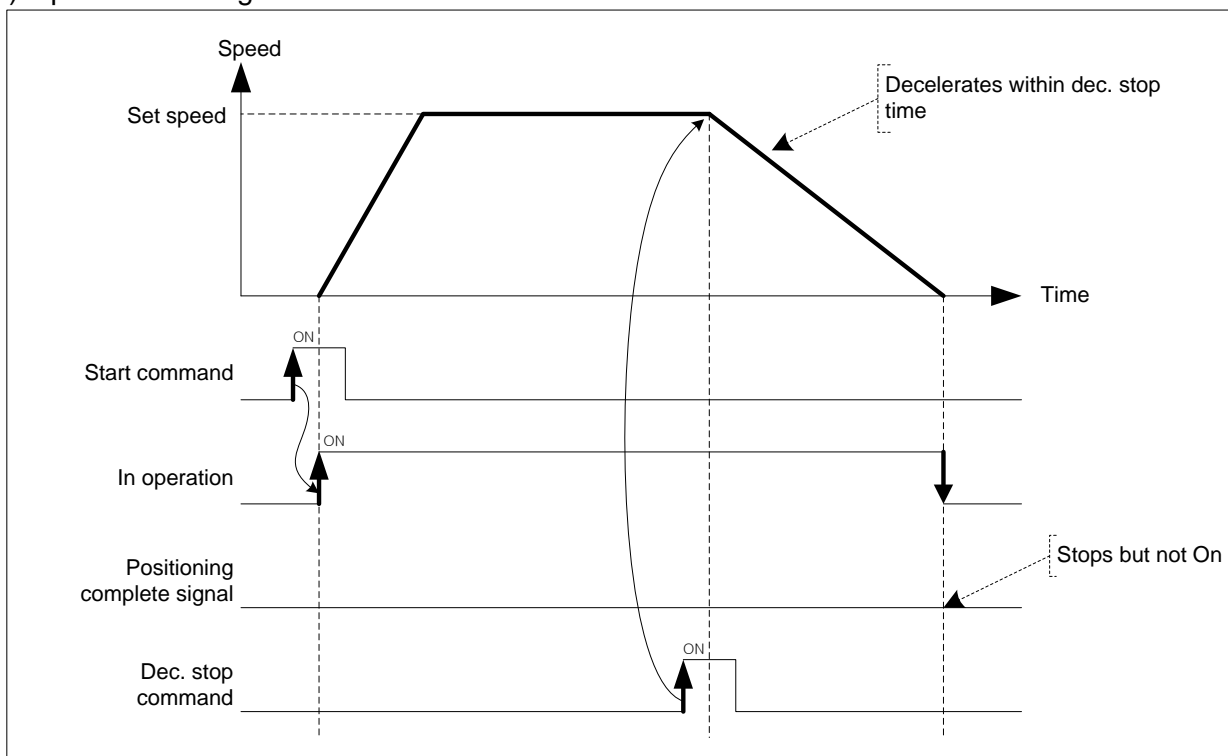 Speed
Set speed
Decelerates within dec. stop
time
Time
ON
Start command
ON
In operation
Positioning
complete signal
Stops but not On
ON
Dec. stop
command